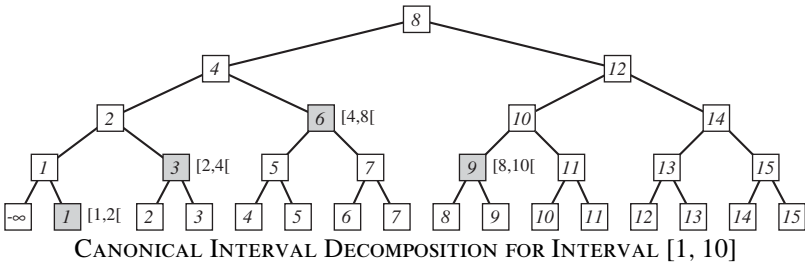 8
4 12
2 6 [4,8[ 10 14
1 3 [2,4[ 5 7 9 [8,10[ 11 13 15
-∞ 1 [1,2[ 2 3 4 5 6 7 8 9 10 11 12 13 14 15
CANONICAL INTERVAL DECOMPOSITION FOR INTERVAL [1, 10]